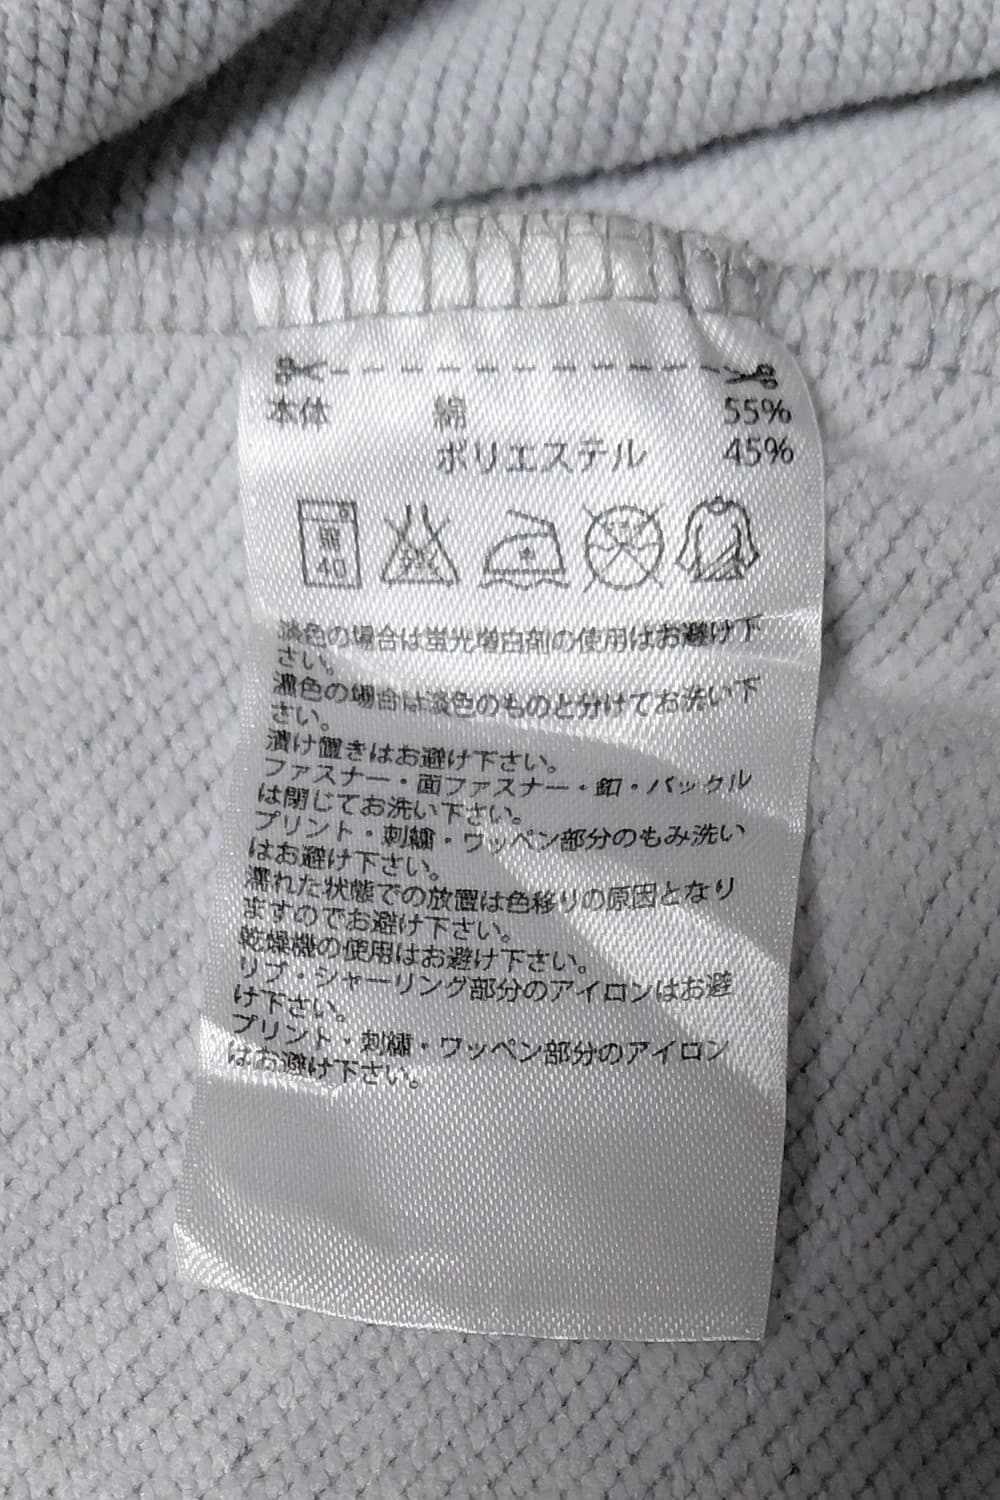 本体 綿 55%
ポリエステル 45%
弱 40
淡色の場合は蛍光増白剤の使用はお避け下
さい。
濃色の場合は淡色のものと分けてお洗い下
さい。
漬け置きはお避け下さい。
ファスナー・面ファスナー・釦・バックル
は閉じてお洗い下さい。
プリント・刺繍・ワッペン部分のもみ洗い
はお避け下さい。
濡れた状態での放置は色移りの原因となり
ますのでお避け下さい。
乾燥機の使用はお避け下さい。
リブ・シャーリング部分のアイロンはお避
け下さい。
プリント・刺繍・ワッペン部分のアイロン
はお避け下さい。